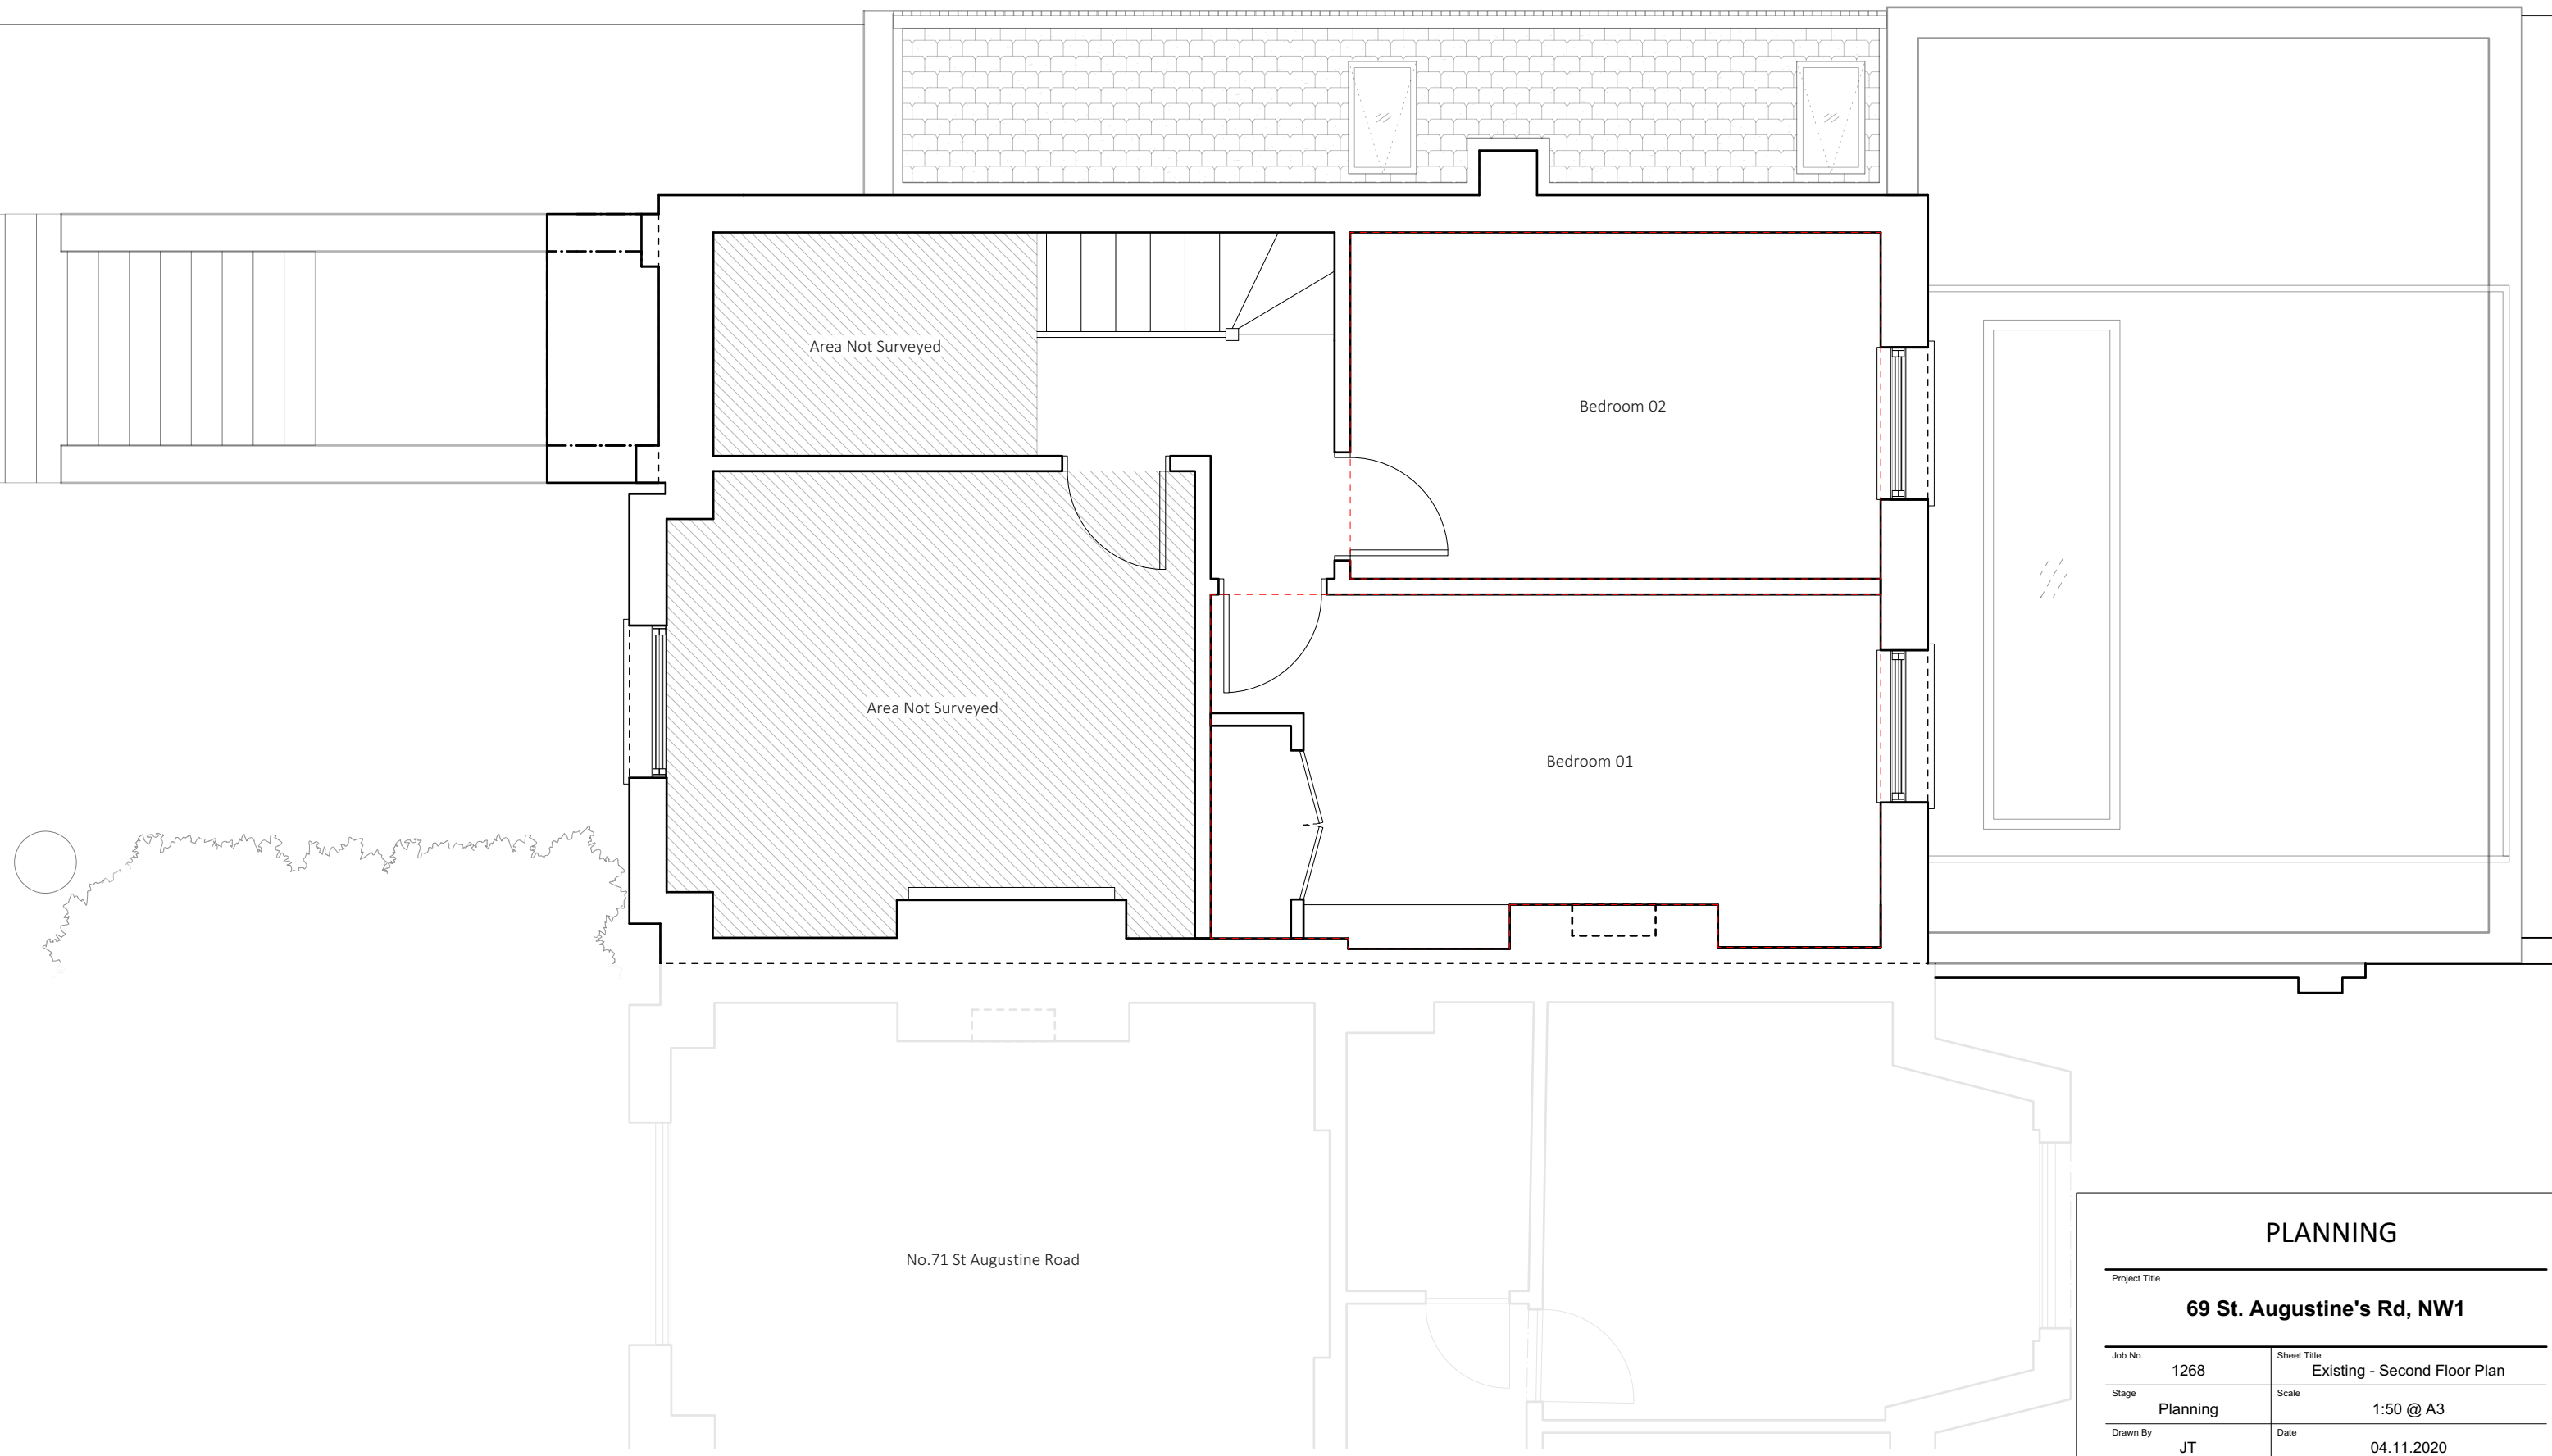 Area Not Surveyed
Bedroom 02
Area Not Surveyed
Bedroom 01
No.71 St Augustine Road
PLANNING
Project Title
69 St. Augustine's Rd, NW1
Job No.
1268
Sheet Title
Existing - Second Floor Plan
Stage
Planning
Scale
1:50 @ A3
Drawn By
JT
Date
04.11.2020